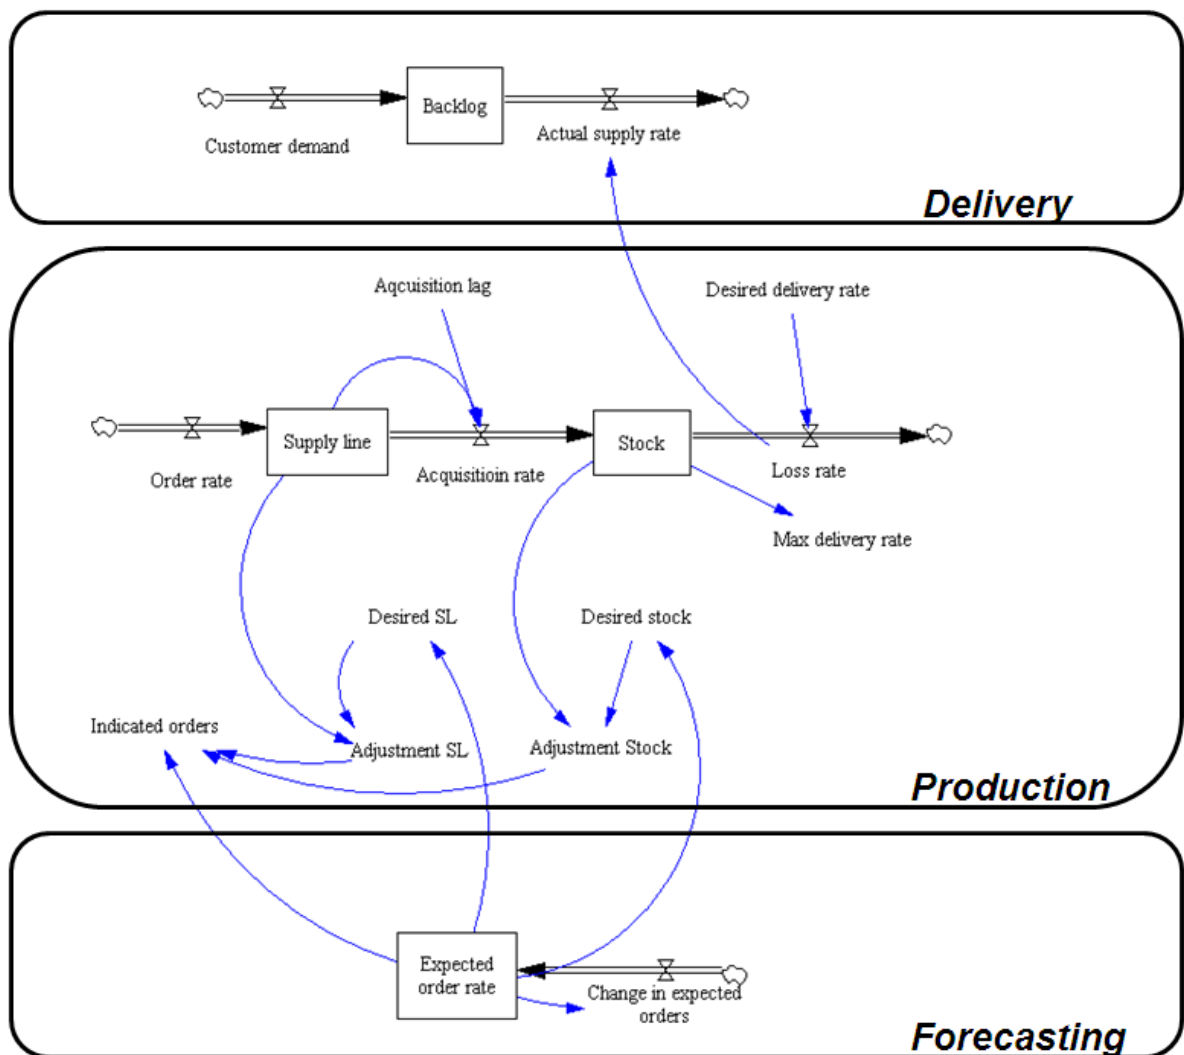 Backlog
Customer demand
Actual supply rate
Delivery
Aqcuisition lag
Desired delivery rate
Supply line
Stock
Order rate
Acquisitioin rate
Loss rate
Max delivery rate
Desired SL
Desired stock
Indicated orders
Adjustment SL
Adjustment Stock
Production
Expected
order rate
Change in expected
orders
Forecasting